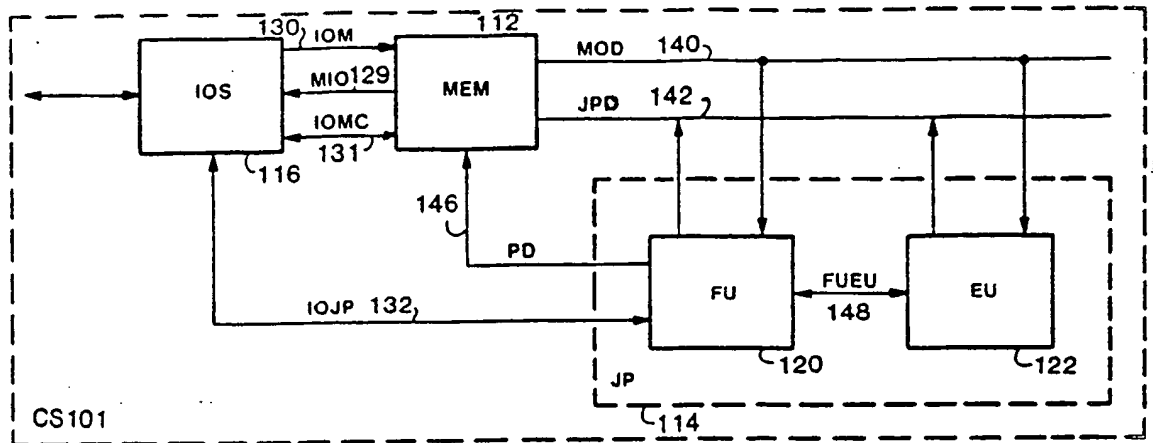 130 IOM
112
MOD 140
IOS
MIO 129
MEM
JPD 142
IOMC
131
116
146
PD
FU
FUEU
148
EU
IOJP 132
120
122
JP
CS101
114